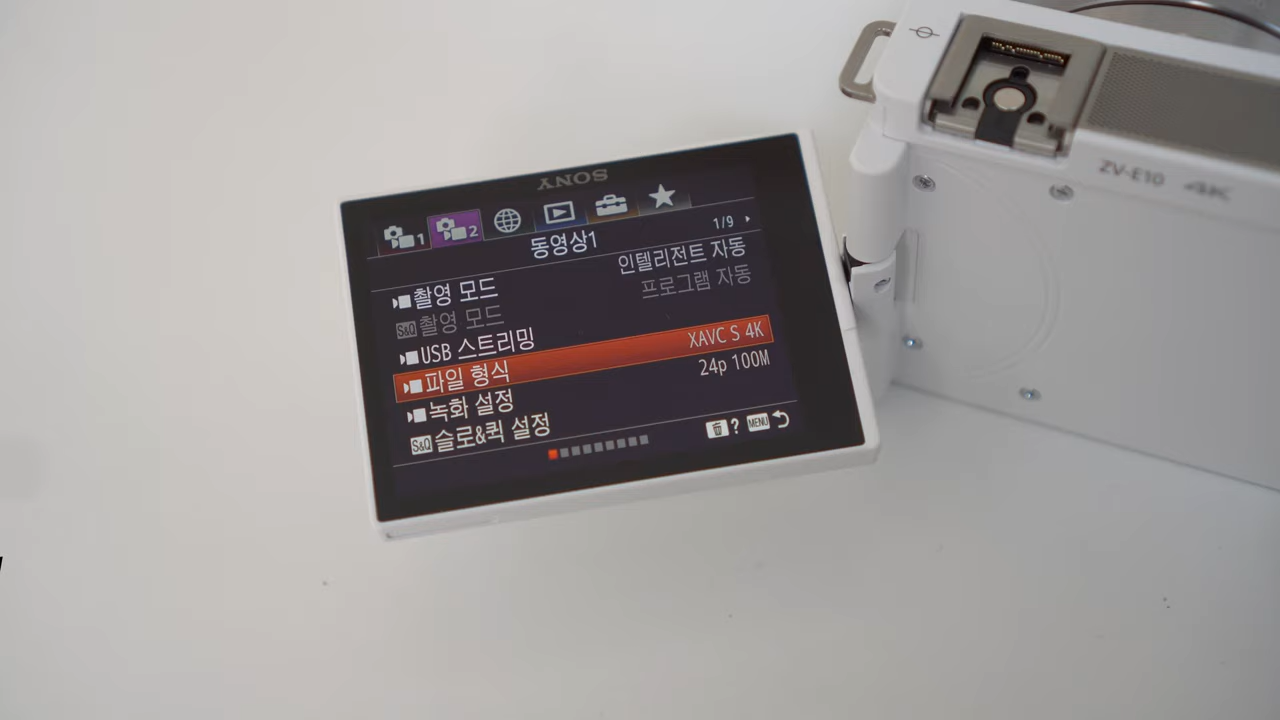 SONY
1 2
동영상1 1/9
촬영 모드 인텔리전트 자동
S&Q 촬영 모드 프로그램 자동
USB 스트리밍
파일 형식 XAVC S 4K
녹화 설정 24p 100M
S&Q 슬로&퀵 설정
? MENU
ZV-E10 4K